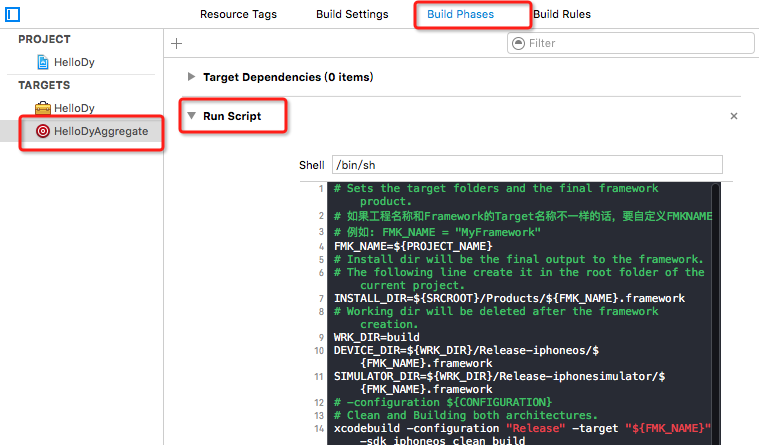 Resource Tags Build Settings Build Phases Build Rules
PROJECT
HelloDy
TARGETS
HelloDy
HelloDyAggregate
+ Filter
Target Dependencies (0 items)
Run Script ×
Shell /bin/sh
1 # Sets the target folders and the final framework
product.
2 # 如果工程名称和Framework的Target名称不一样的话，要自定义FMKNAME
3 # 例如: FMK_NAME = "MyFramework"
4 FMK_NAME=${PROJECT_NAME}
5 # Install dir will be the final output to the framework.
6 # The following line create it in the root folder of the
current project.
7 INSTALL_DIR=${SRCROOT}/Products/${FMK_NAME}.framework
8 # Working dir will be deleted after the framework
creation.
9 WRK_DIR=build
10 DEVICE_DIR=${WRK_DIR}/Release-iphoneos/$
{FMK_NAME}.framework
11 SIMULATOR_DIR=${WRK_DIR}/Release-iphonesimulator/$
{FMK_NAME}.framework
12 # -configuration ${CONFIGURATION}
13 # Clean and Building both architectures.
14 xcodebuild -configuration "Release" -target "${FMK_NAME}"
-sdk iphoneos clean build